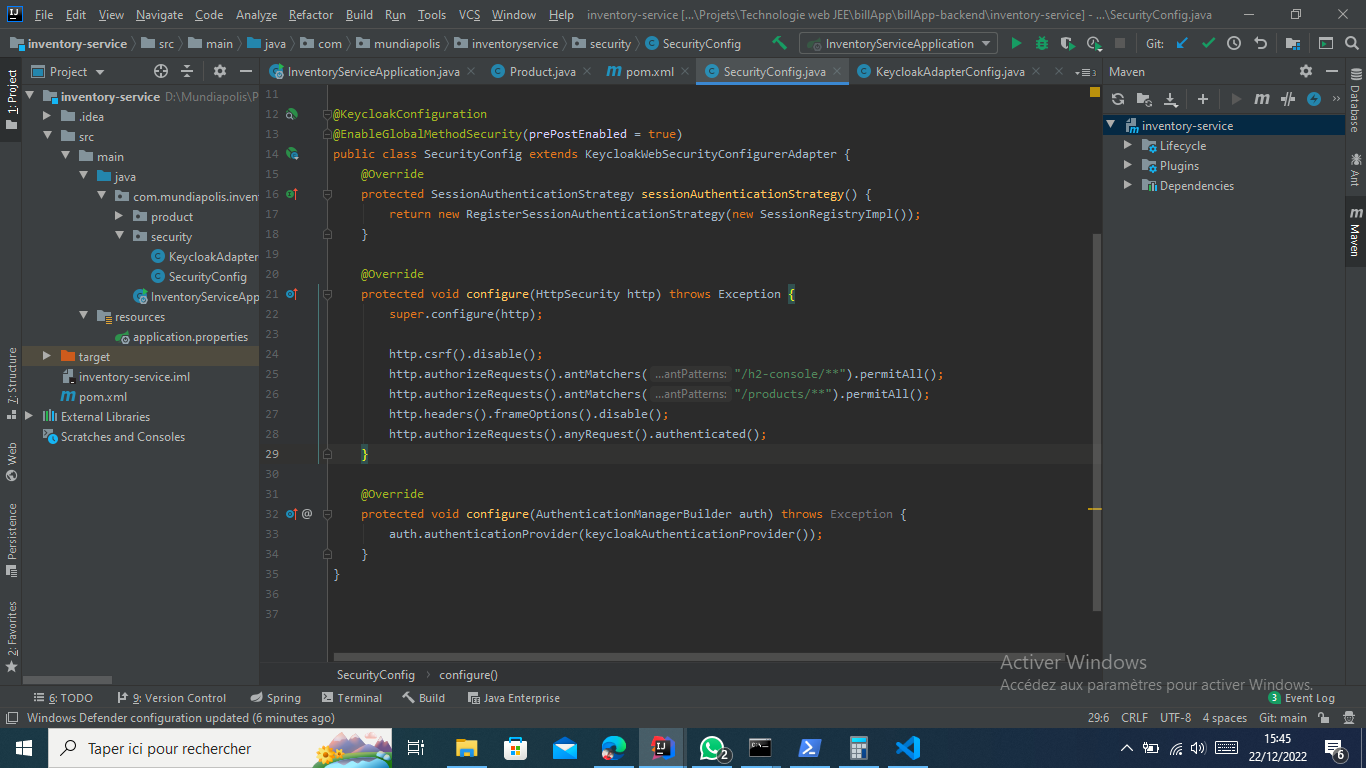 File Edit View Navigate Code Analyze Refactor Build Run Tools VCS Window Help inventory-service [...\Projets\Technologie web JEE\billApp\billApp-backend\inventory-service] - ...\SecurityConfig.java
inventory-service src main java com mundiapolis inventoryservice security SecurityConfig InventoryServiceApplication Git:
Project InventoryServiceApplication.java Product.java pom.xml SecurityConfig.java KeycloakAdapterConfig.java Maven
1: Project
7: Structure
Web
Persistence
2: Favorites
inventory-service D:\Mundiapolis\P
.idea
src
main
java
com.mundiapolis.inven
product
security
KeycloakAdapter
SecurityConfig
InventoryServiceApp
resources
application.properties
target
inventory-service.iml
pom.xml
External Libraries
Scratches and Consoles
11
12 @KeycloakConfiguration
13 @EnableGlobalMethodSecurity(prePostEnabled = true)
14 public class SecurityConfig extends KeycloakWebSecurityConfigurerAdapter {
15 @Override
16 protected SessionAuthenticationStrategy sessionAuthenticationStrategy() {
17 return new RegisterSessionAuthenticationStrategy(new SessionRegistryImpl());
18 }
19
20 @Override
21 protected void configure(HttpSecurity http) throws Exception {
22 super.configure(http);
23
24 http.csrf().disable();
25 http.authorizeRequests().antMatchers( ...antPatterns: "/h2-console/**").permitAll();
26 http.authorizeRequests().antMatchers( ...antPatterns: "/products/**").permitAll();
27 http.headers().frameOptions().disable();
28 http.authorizeRequests().anyRequest().authenticated();
29 }
30
31 @Override
32 @ protected void configure(AuthenticationManagerBuilder auth) throws Exception {
33 auth.authenticationProvider(keycloakAuthenticationProvider());
34 }
35 }
36
37
inventory-service
Lifecycle
Plugins
Dependencies
Database
Ant
Maven
SecurityConfig configure()
Activer Windows
Accédez aux paramètres pour activer Windows.
6: TODO 9: Version Control Spring Terminal Build Java Enterprise 3 Event Log
Windows Defender configuration updated (6 minutes ago) 29:6 CRLF UTF-8 4 spaces Git: main
Taper ici pour rechercher 2 15:45
22/12/2022 6